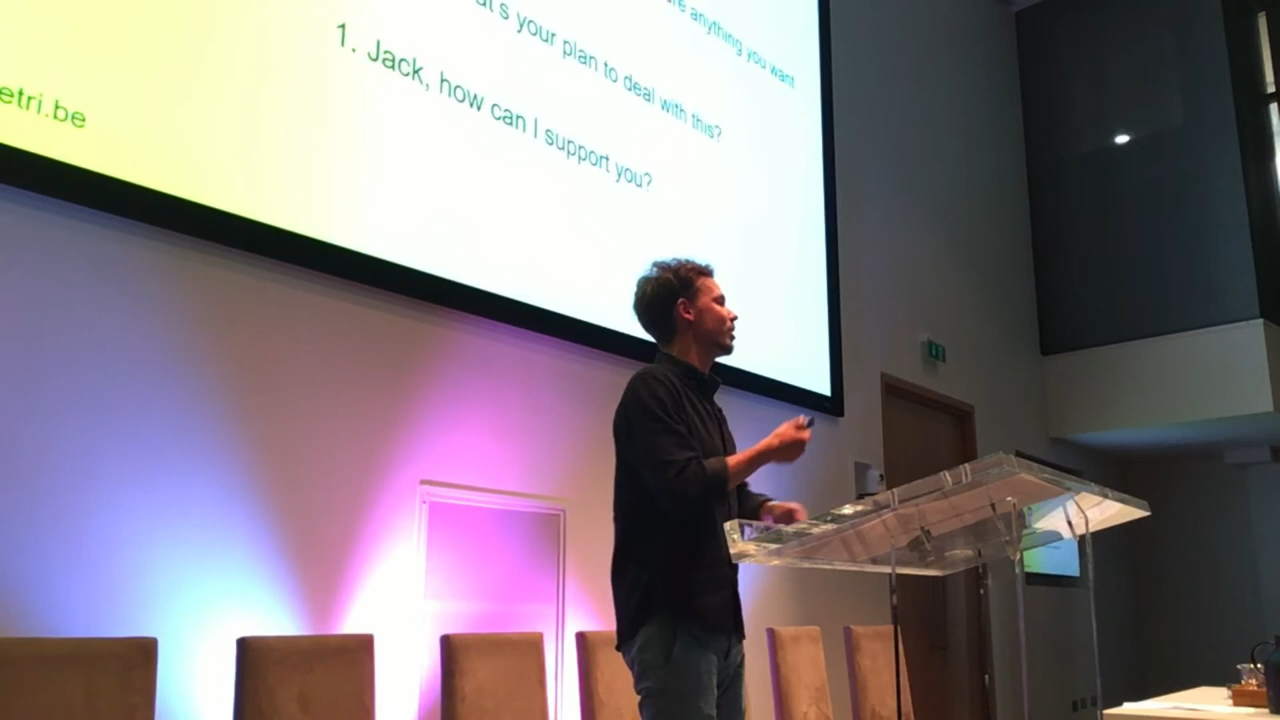 anything you want
your plan to deal with this?
1. Jack, how can I support you?
etri.be